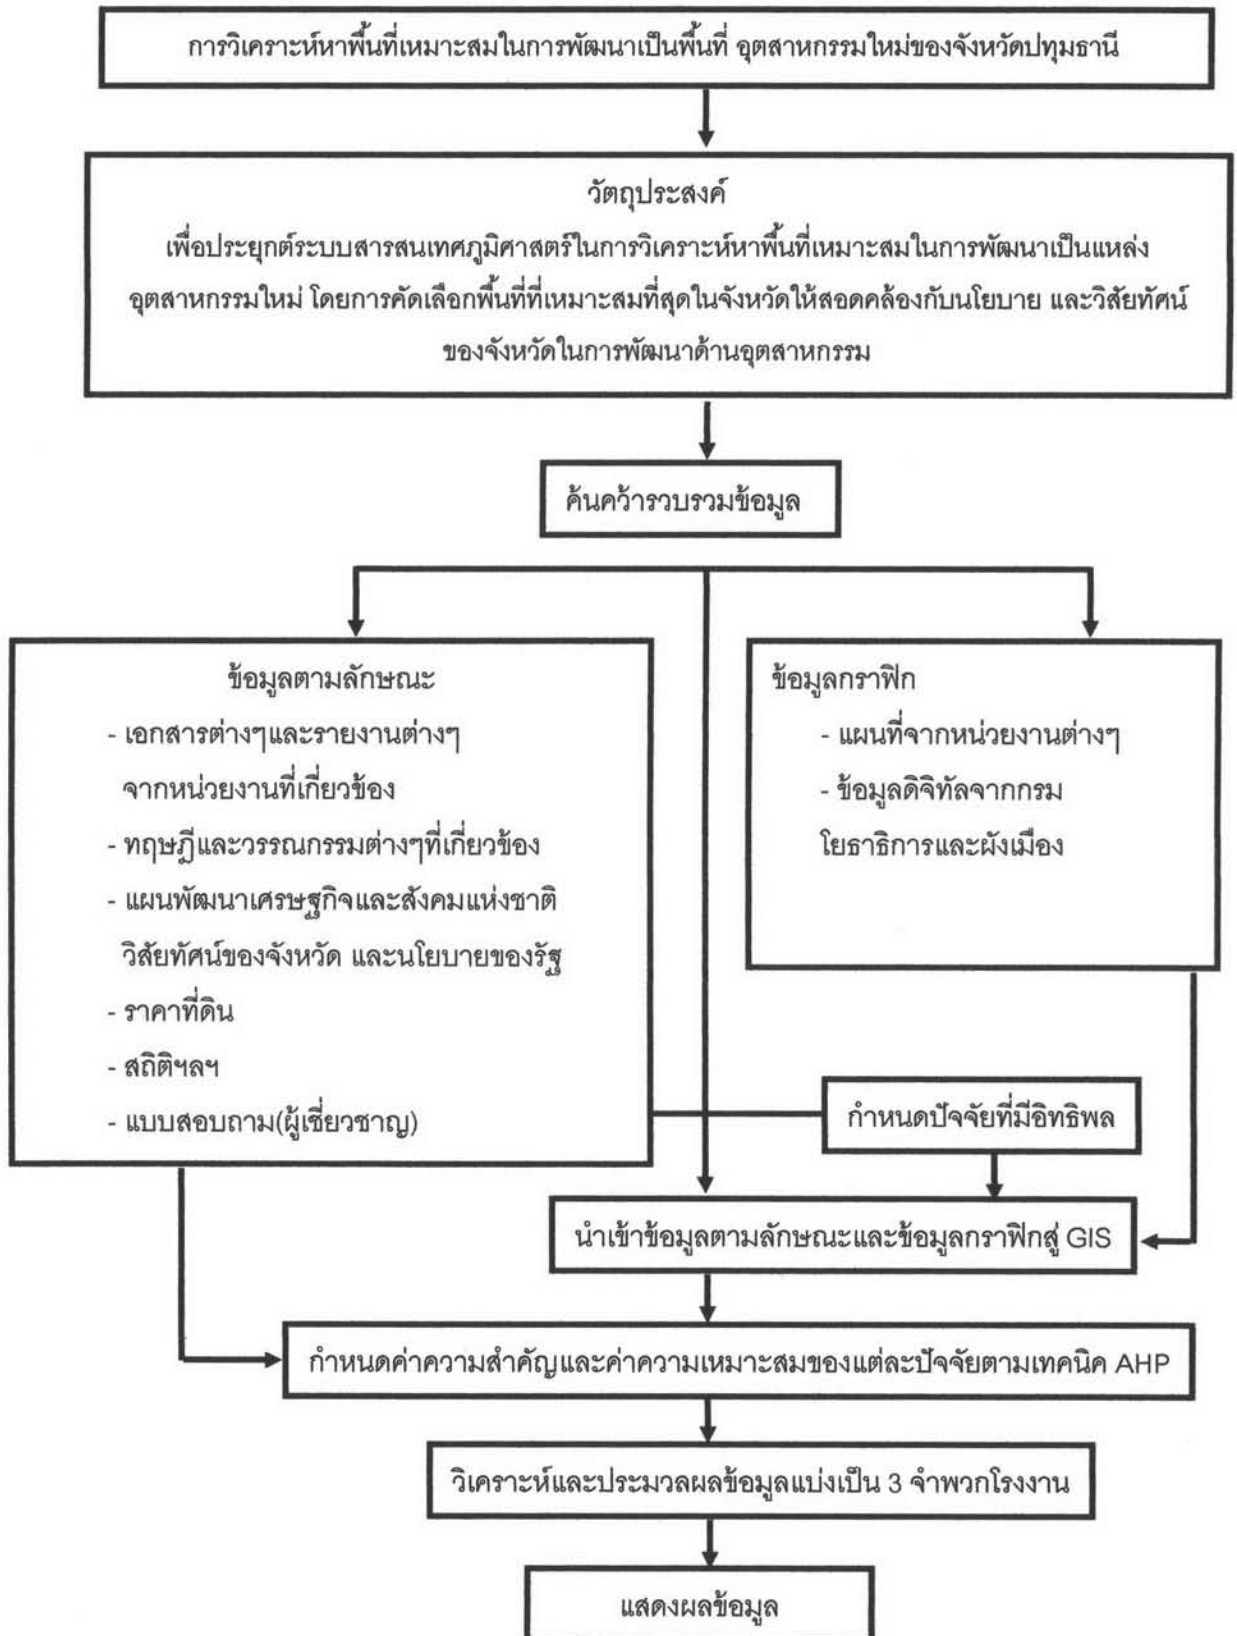 การวิเคราะห์หาพื้นที่เหมาะสมในการพัฒนาเป็นพื้นที่ อุตสาหกรรมใหม่ของจังหวัดปทุมธานี
วัตถุประสงค์
เพื่อประยุกต์ระบบสารสนเทศภูมิศาสตร์ในการวิเคราะห์หาพื้นที่เหมาะสมในการพัฒนาเป็นแหล่ง
อุตสาหกรรมใหม่ โดยการคัดเลือกพื้นที่ที่เหมาะสมที่สุดในจังหวัดให้สอดคล้องกับนโยบาย และวิสัยทัศน์
ของจังหวัดในการพัฒนาด้านอุตสาหกรรม
ค้นคว้ารวบรวมข้อมูล
ข้อมูลตามลักษณะ
- เอกสารต่างๆและรายงานต่างๆ
จากหน่วยงานที่เกี่ยวข้อง
- ทฤษฎีและวรรณกรรมต่างๆที่เกี่ยวข้อง
- แผนพัฒนาเศรษฐกิจและสังคมแห่งชาติ
วิสัยทัศน์ของจังหวัด และนโยบายของรัฐ
- ราคาที่ดิน
- สถิติฯลฯ
- แบบสอบถาม(ผู้เชี่ยวชาญ)
ข้อมูลกราฟิก
- แผนที่จากหน่วยงานต่างๆ
- ข้อมูลดิจิทัลจากกรม
โยธาธิการและผังเมือง
กำหนดปัจจัยที่มีอิทธิพล
นำเข้าข้อมูลตามลักษณะและข้อมูลกราฟิกสู่ GIS
กำหนดค่าความสำคัญและค่าความเหมาะสมของแต่ละปัจจัยตามเทคนิค AHP
วิเคราะห์และประมวลผลข้อมูลแบ่งเป็น 3 จำพวกโรงงาน
แสดงผลข้อมูล